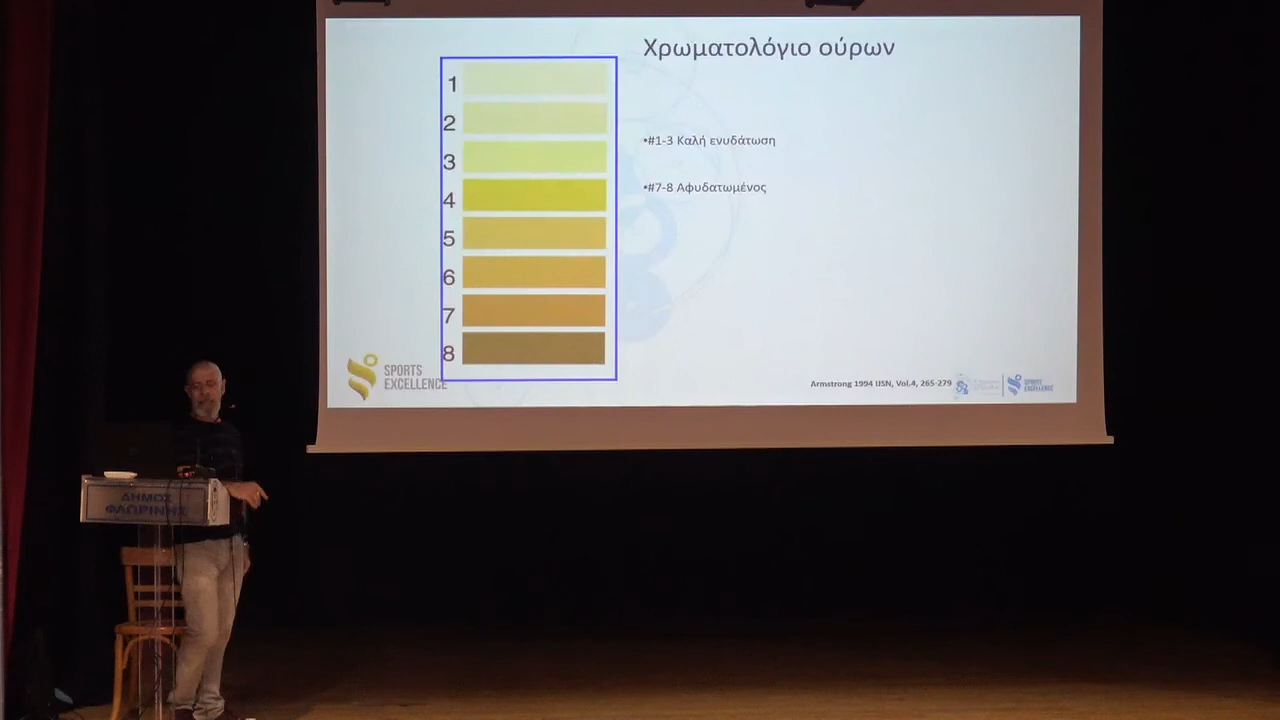 Χρωματολόγιο ούρων
1
2
3
4
5
6
7
8
•#1-3 Καλή ενυδάτωση
•#7-8 Αφυδατωμένος
SPORTS
EXCELLENCE
Armstrong 1994 IJSN, Vol.4, 265-279
SPORTS
EXCELLENCE
ΔΗΜΟΣ
ΦΛΩΡΙΝΗΣ